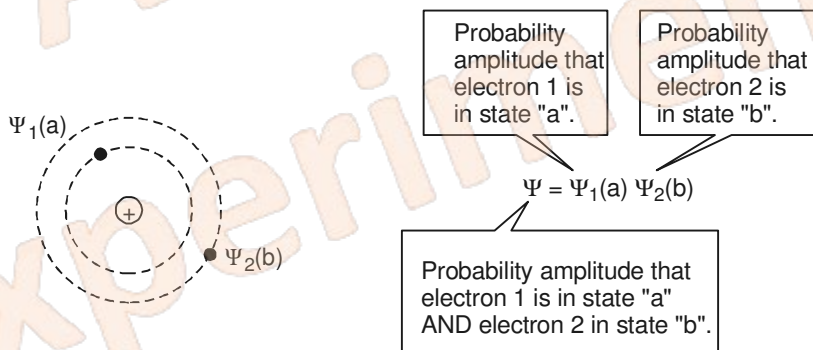 Probability
amplitude that
electron 1 is
in state "a".
Probability
amplitude that
electron 2 is
in state "b".
Ψ₁(a)
+
Ψ₂(b)
Ψ = Ψ₁(a) Ψ₂(b)
Probability amplitude that
electron 1 is in state "a"
AND electron 2 in state "b".